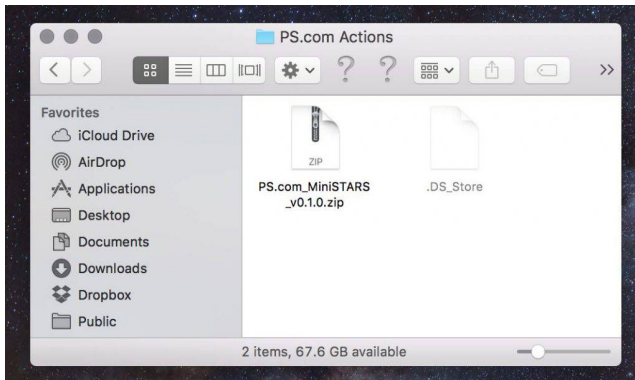 PS.com Actions
? ?
Favorites
iCloud Drive
AirDrop
Applications
Desktop
Documents
Downloads
Dropbox
Public
ZIP
PS.com_MiniSTARS
_v0.1.0.zip
.DS_Store
2 items, 67.6 GB available